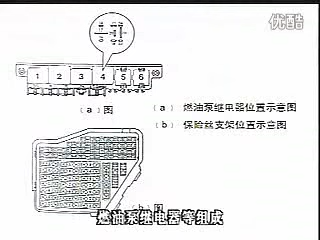 优酷
1 2 3 4 5 6
(a)图
(a) 燃油泵继电器位置示意图
(b) 保险丝支架位置示意图
(b)图
燃油泵继电器等组成